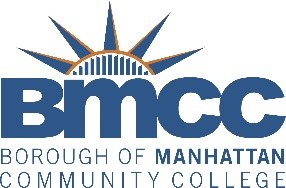 BMCC
BOROUGH OF MANHATTAN
COMMUNITY COLLEGE